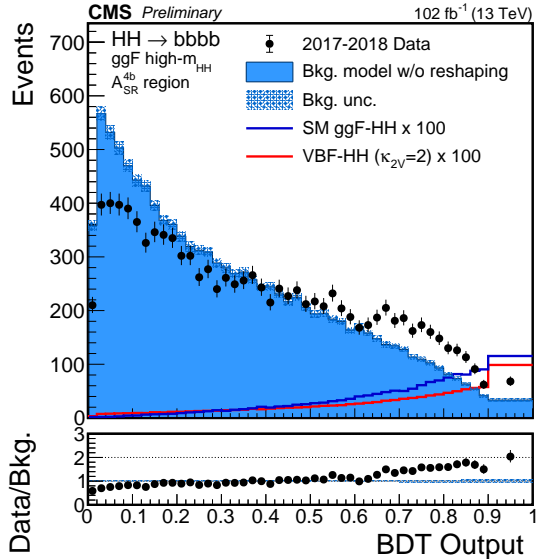 CMS Preliminary 102 fb⁻¹ (13 TeV)
HH → bbbb
ggF high-m_HH
A_SR^4b region
2017-2018 Data
Bkg. model w/o reshaping
Bkg. unc.
SM ggF-HH x 100
VBF-HH (κ_2V=2) x 100
Events
700
600
500
400
300
200
100
0
Data/Bkg.
3
2
1
0
0 0.1 0.2 0.3 0.4 0.5 0.6 0.7 0.8 0.9 1
BDT Output